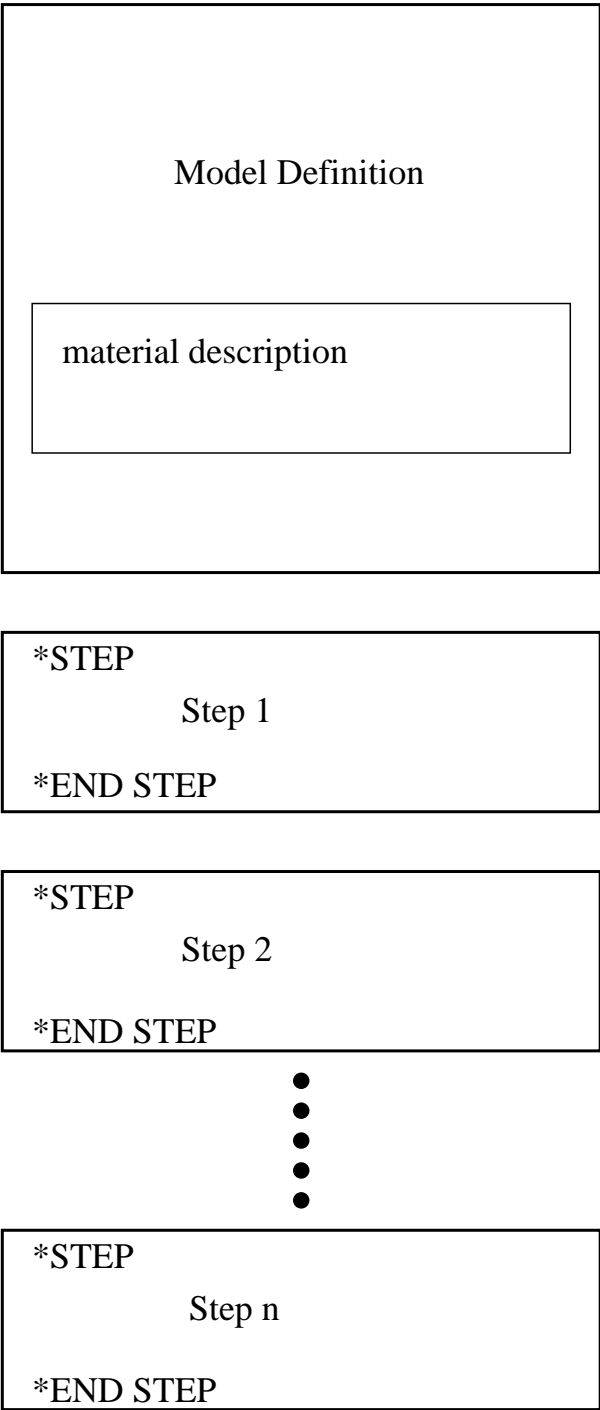 Model Definition
material description
*STEP
Step 1
*END STEP
*STEP
Step 2
*END STEP
*STEP
Step n
*END STEP